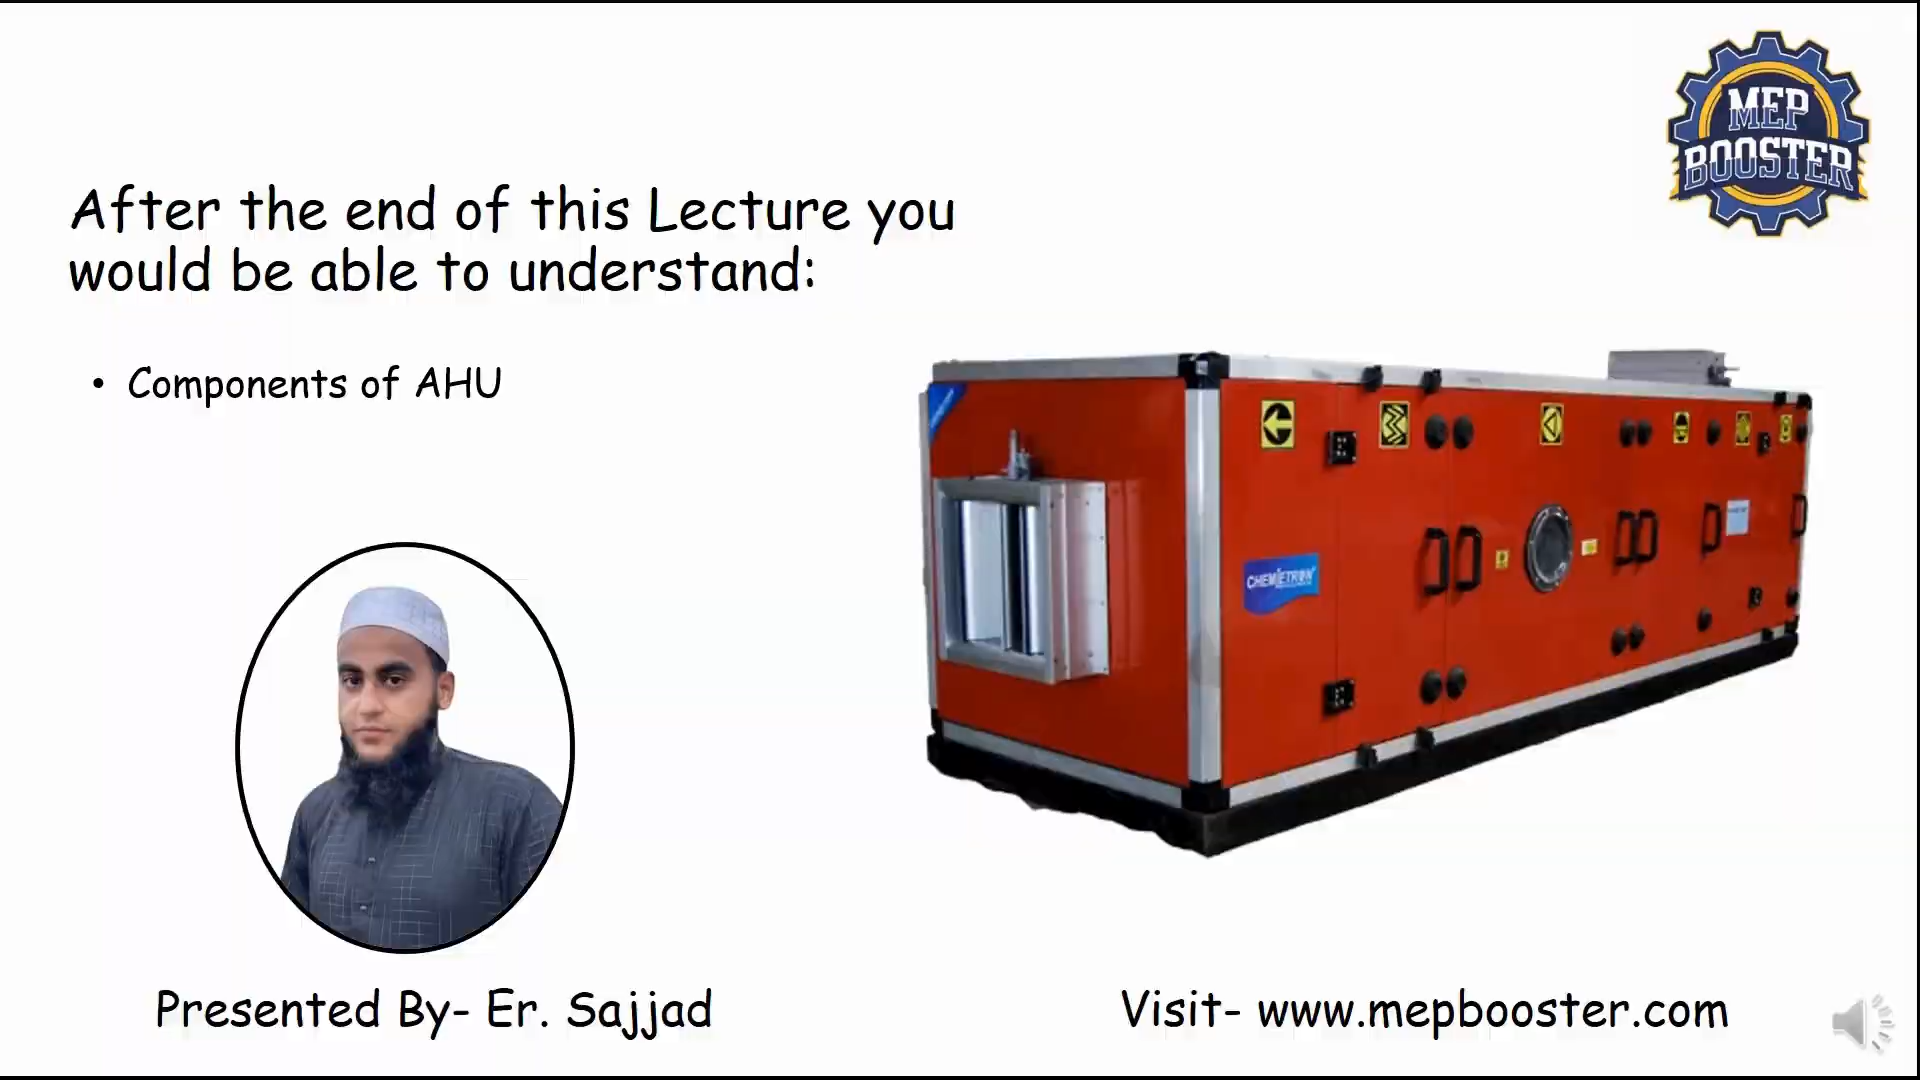 MEP
BOOSTER
After the end of this Lecture you
would be able to understand:
• Components of AHU
CHEMIETRON
Presented By- Er. Sajjad
Visit- www.mepbooster.com